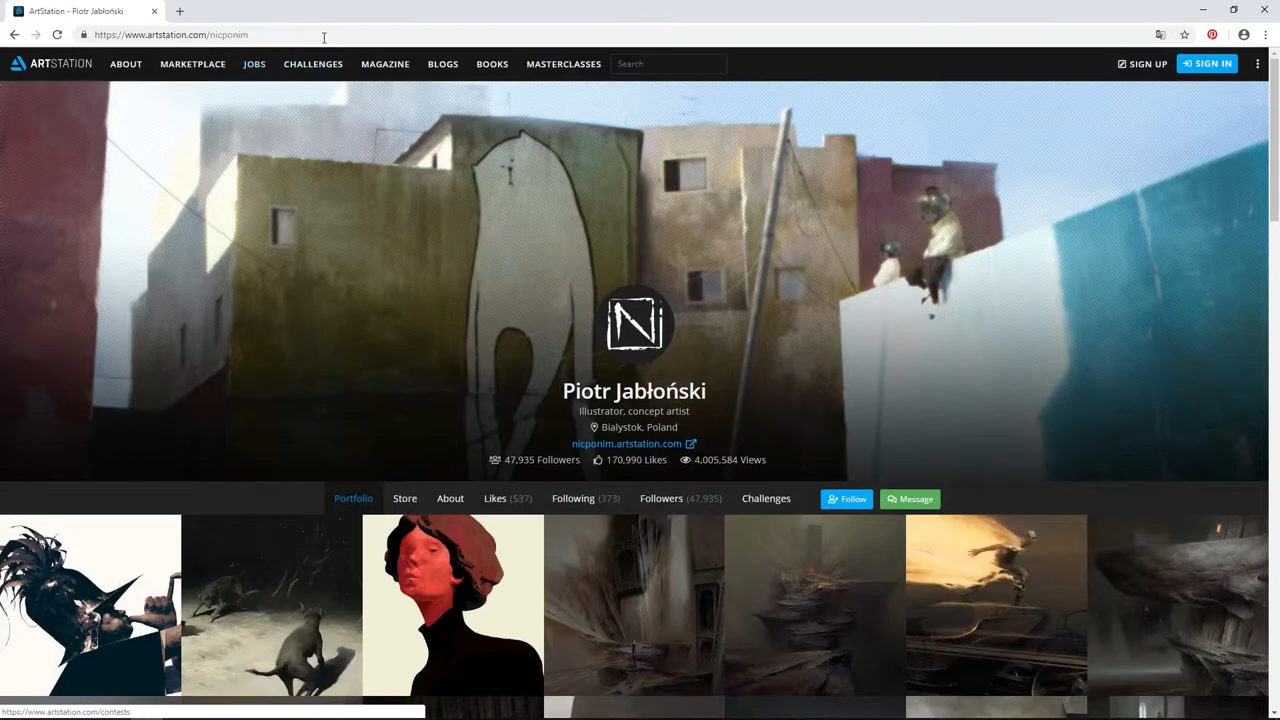 ArtStation - Piotr Jabłoński
https://www.artstation.com/nicponim
ARTSTATION ABOUT MARKETPLACE JOBS CHALLENGES MAGAZINE BLOGS BOOKS MASTERCLASSES Search SIGN UP SIGN IN
Ni
Piotr Jabłoński
Illustrator, concept artist
Bialystok, Poland
nicponim.artstation.com
47,935 Followers 170,990 Likes 4,005,584 Views
Portfolio Store About Likes (537) Following (373) Followers (47,935) Challenges Follow Message
https://www.artstation.com/contests